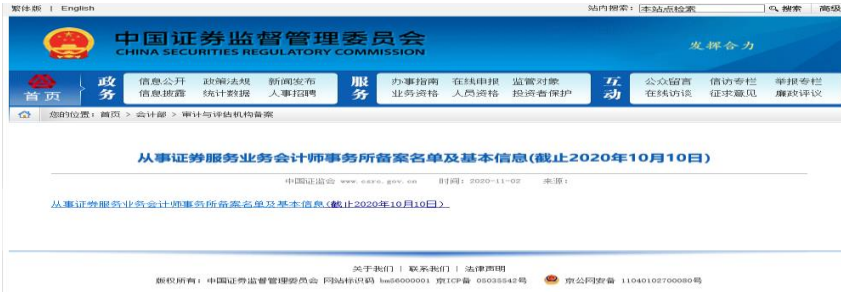 繁体版 | English 站内搜索: 本站点检索 搜索 高级
中国证券监督管理委员会
CHINA SECURITIES REGULATORY COMMISSION
发挥合力
首页 政务 信息公开 政策法规 新闻发布 服务 办事指南 在线申报 监管对象 互动 公众留言 信访专栏 举报专栏
信息披露 统计数据 人事招聘 业务资格 人员资格 投资者保护 在线访谈 征求意见 廉政评议
您的位置: 首页 > 会计部 > 审计与评估机构备案
从事证券服务业务会计师事务所备案名单及基本信息(截止2020年10月10日)
中国证监会 www.csrc.gov.cn 时间: 2020-11-02 来源:
从事证券服务业务会计师事务所备案名单及基本信息(截止2020年10月10日)
关于我们 | 联系我们 | 法律声明
版权所有: 中国证券监督管理委员会 网站标识码 bm56000001 京ICP备 05035542号 京公网安备 11040102700080号